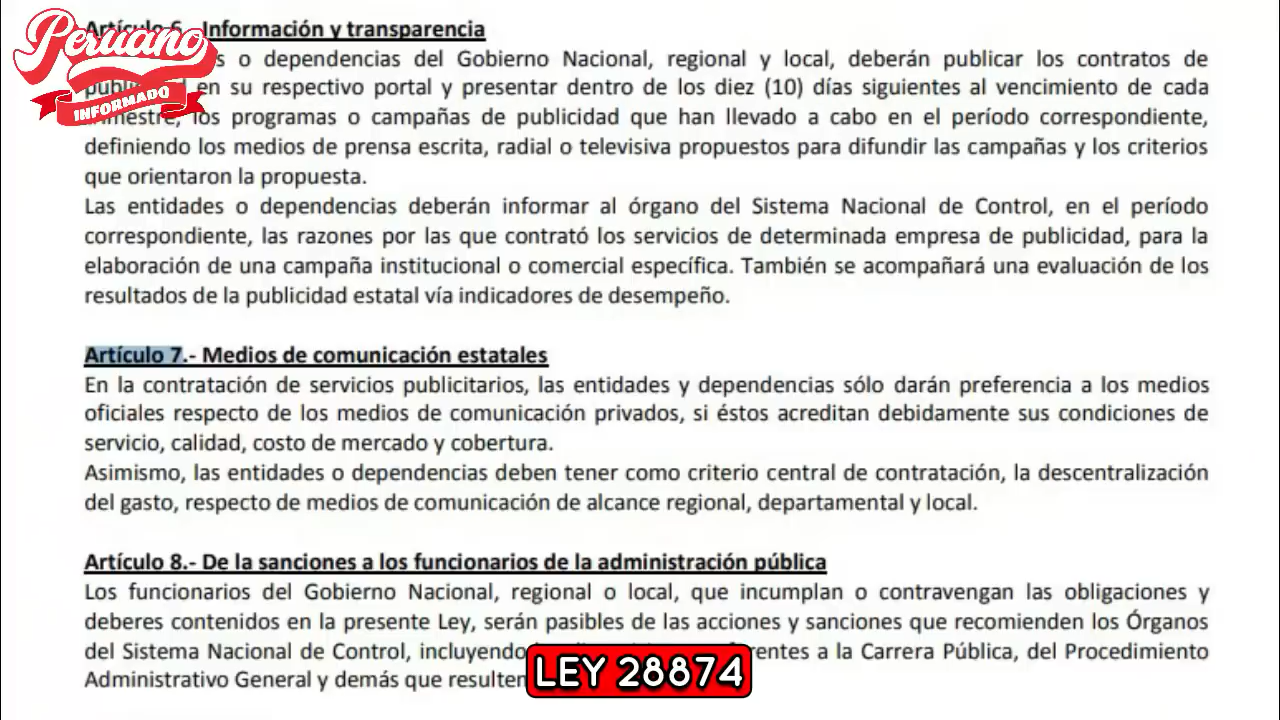 Peruano
INFORMADO
Artículo 6.- Información y transparencia
o dependencias del Gobierno Nacional, regional y local, deberán publicar los contratos de
en su respectivo portal y presentar dentro de los diez (10) días siguientes al vencimiento de cada
trimestre, los programas o campañas de publicidad que han llevado a cabo en el período correspondiente,
definiendo los medios de prensa escrita, radial o televisiva propuestos para difundir las campañas y los criterios
que orientaron la propuesta.
Las entidades o dependencias deberán informar al órgano del Sistema Nacional de Control, en el período
correspondiente, las razones por las que contrató los servicios de determinada empresa de publicidad, para la
elaboración de una campaña institucional o comercial específica. También se acompañará una evaluación de los
resultados de la publicidad estatal vía indicadores de desempeño.
Artículo 7.- Medios de comunicación estatales
En la contratación de servicios publicitarios, las entidades y dependencias sólo darán preferencia a los medios
oficiales respecto de los medios de comunicación privados, si éstos acreditan debidamente sus condiciones de
servicio, calidad, costo de mercado y cobertura.
Asimismo, las entidades o dependencias deben tener como criterio central de contratación, la descentralización
del gasto, respecto de medios de comunicación de alcance regional, departamental y local.
Artículo 8.- De la sanciones a los funcionarios de la administración pública
Los funcionarios del Gobierno Nacional, regional o local, que incumplan o contravengan las obligaciones y
deberes contenidos en la presente Ley, serán pasibles de las acciones y sanciones que recomienden los Órganos
del Sistema Nacional de Control, incluyendo a la Carrera Pública, del Procedimiento
Administrativo General y demás que resulten
LEY 28874